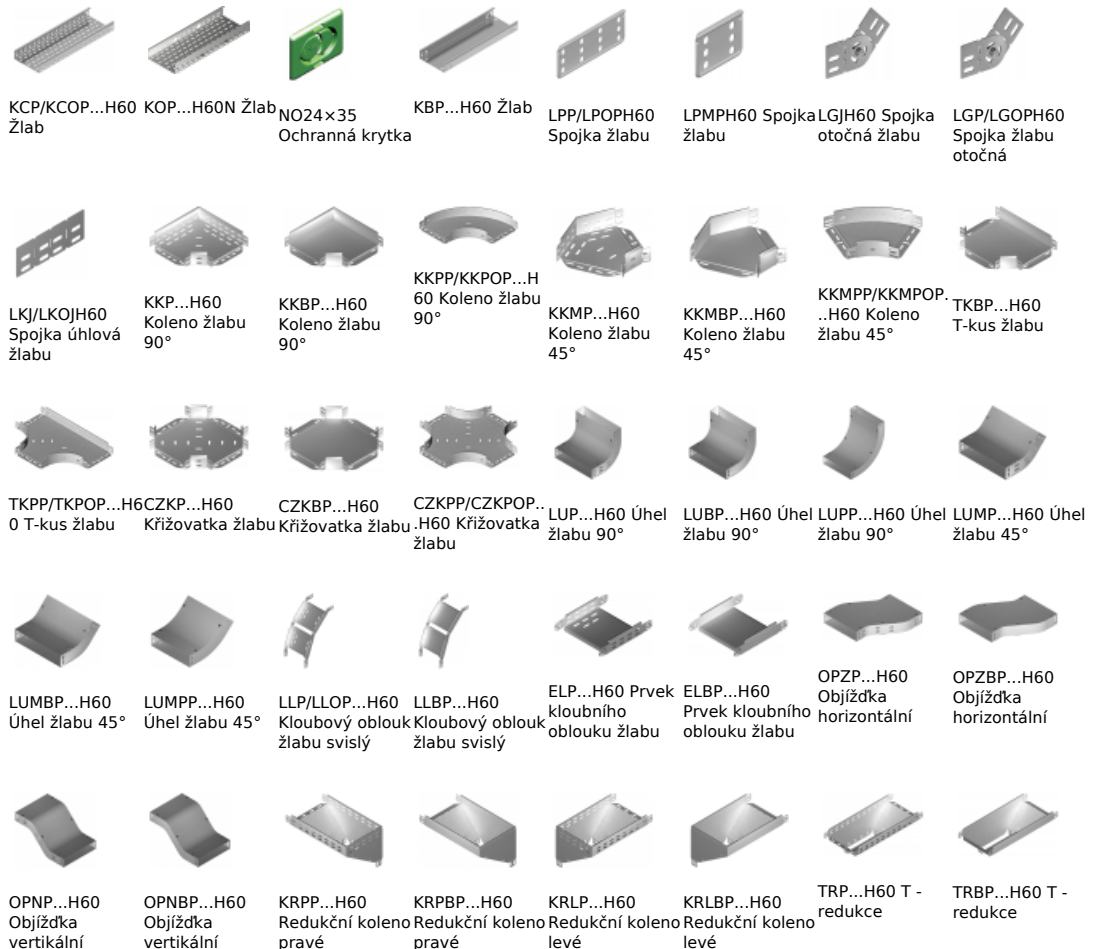 KCP/KCOP...H60
Žlab
KOP...H60N Žlab
NO24×35
Ochranná krytka
KBP...H60 Žlab
LPP/LPOPH60
Spojka žlabu
LPMPH60 Spojka
žlabu
LGJH60 Spojka
otočná žlabu
LGP/LGOPH60
Spojka žlabu
otočná
LKJ/LKOJH60
Spojka úhlová
žlabu
KKP...H60
Koleno žlabu
90°
KKBP...H60
Koleno žlabu
90°
KKPP/KKPOP...H
60 Koleno žlabu
90°
KKMP...H60
Koleno žlabu
45°
KKMBP...H60
Koleno žlabu
45°
KKMPP/KKMPOP.
..H60 Koleno
žlabu 45°
TKBP...H60
T-kus žlabu
TKPP/TKPOP...H6
0 T-kus žlabu
CZKP...H60
Křižovatka žlabu
CZKBP...H60
Křižovatka žlabu
CZKPP/CZKPOP..
.H60 Křižovatka
žlabu
LUP...H60 Úhel
žlabu 90°
LUBP...H60 Úhel
žlabu 90°
LUPP...H60 Úhel
žlabu 90°
LUMP...H60 Úhel
žlabu 45°
LUMBP...H60
Úhel žlabu 45°
LUMPP...H60
Úhel žlabu 45°
LLP/LLOP...H60
Kloubový oblouk
žlabu svislý
LLBP...H60
Kloubový oblouk
žlabu svislý
ELP...H60 Prvek
kloubního
oblouku žlabu
ELBP...H60
Prvek kloubního
oblouku žlabu
OPZP...H60
Objížďka
horizontální
OPZBP...H60
Objížďka
horizontální
OPNP...H60
Objížďka
vertikální
OPNBP...H60
Objížďka
vertikální
KRPP...H60
Redukční koleno
pravé
KRPBP...H60
Redukční koleno
pravé
KRLP...H60
Redukční koleno
levé
KRLBP...H60
Redukční koleno
levé
TRP...H60 T -
redukce
TRBP...H60 T -
redukce